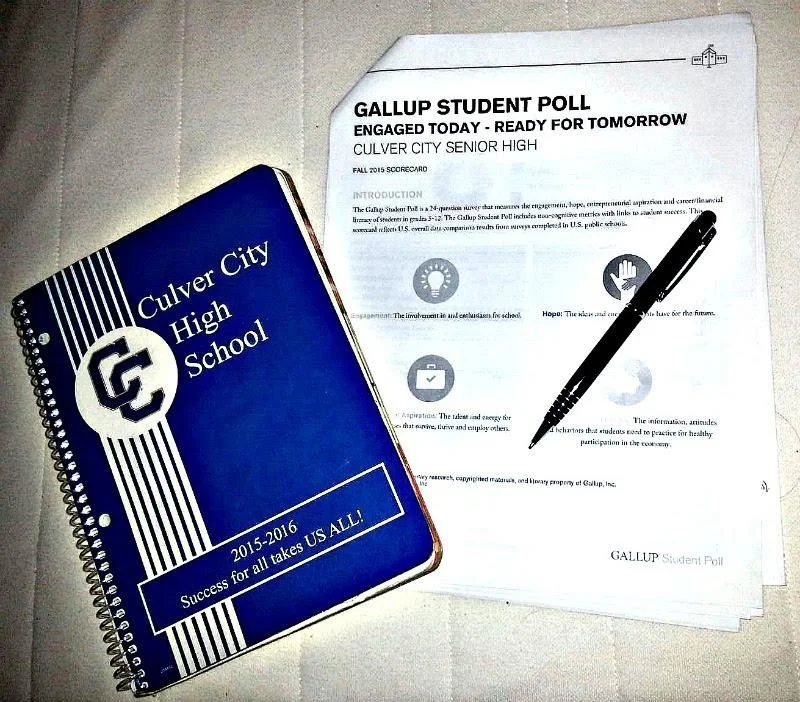 Culver City
High
School
CC
2015-2016
Success for all takes US ALL!
GALLUP STUDENT POLL
ENGAGED TODAY - READY FOR TOMORROW
CULVER CITY SENIOR HIGH
FALL 2015 SCORECARD
INTRODUCTION
The Gallup Student Poll is a 24-question survey that measures the engagement, hope, entrepreneurial aspiration and career/financial
literacy of students in grades 5-12. The Gallup Student Poll includes non-cognitive metrics with links to student success. This
scorecard reflects U.S. overall data comparison results from surveys completed in U.S. public schools.
Engagement: The involvement in and enthusiasm for school.
Hope: The ideas and have for the future.
Aspiration: The talent and energy for
that survive, thrive and employ others.
The information, attitudes
behaviors that students need to practice for healthy
participation in the economy.
research, copyrighted materials, and literary property of Gallup, Inc.
GALLUP Student Poll